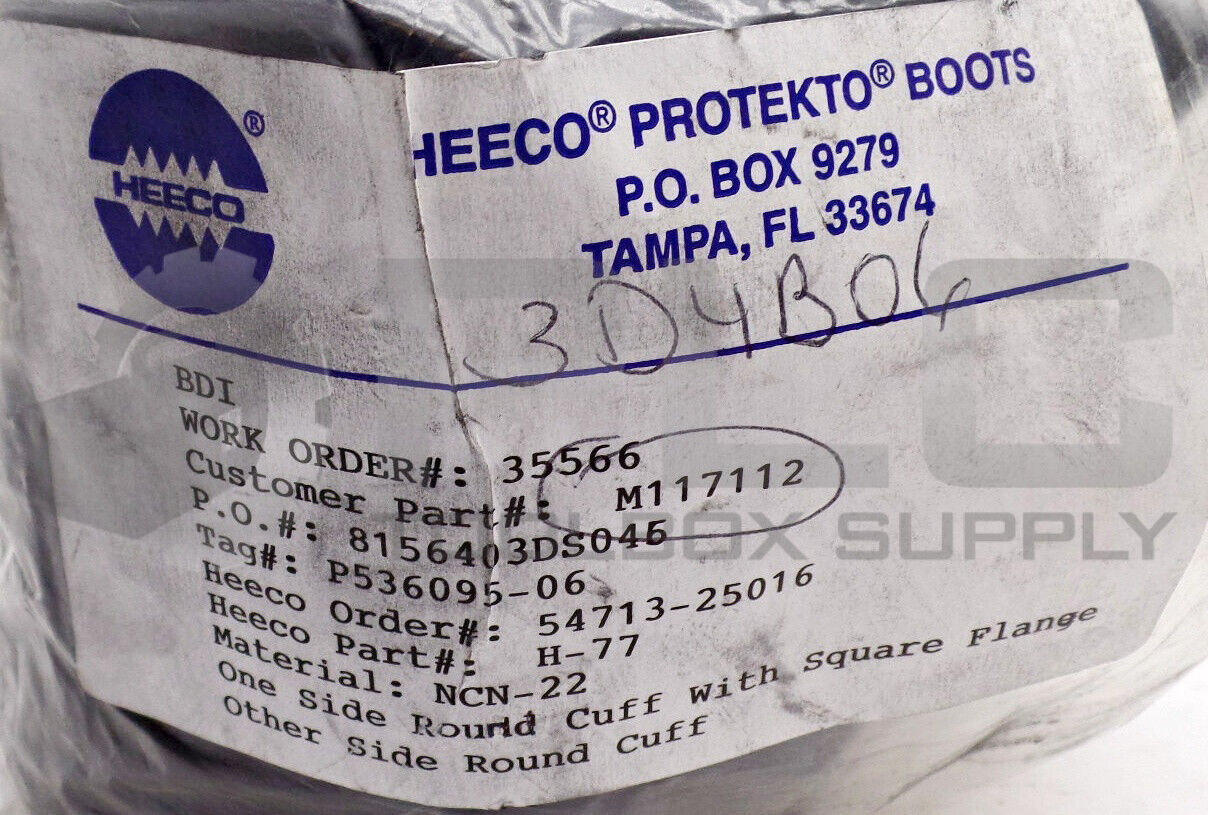 HEECO®
HEECO® PROTEKTO® BOOTS
P.O. BOX 9279
TAMPA, FL 33674
3D4B06
BDI
WORK ORDER#: 35566
Customer Part#: M117112
P.O.#: 8156403DS045
Tag#: P536095-06
Heeco Order#: 54713-25016
Heeco Part#: H-77
Material: NCN-22
One Side Round Cuff With Square Flange
Other Side Round Cuff
SUPPLY